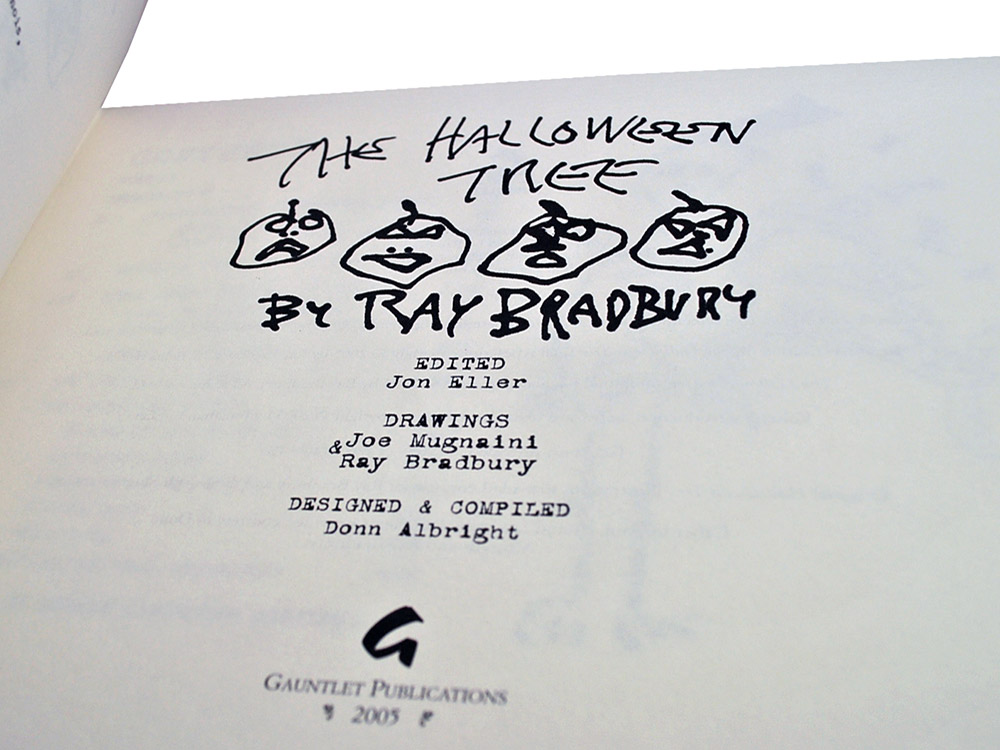 THE HALLOWEEN
TREE
BY RAY BRADBURY
EDITED
Jon Eller
DRAWINGS
Joe Mugnaini
& Ray Bradbury
DESIGNED & COMPILED
Donn Albright
GAUNTLET PUBLICATIONS
2005